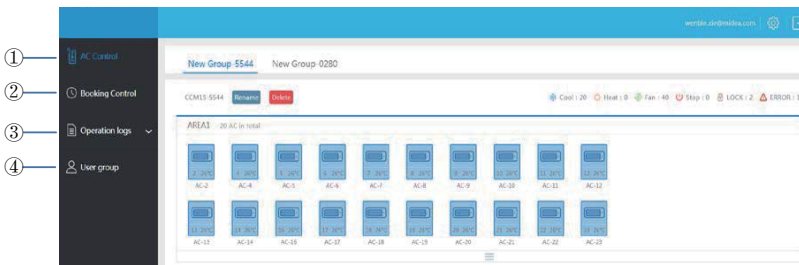 ① AC Control
② Booking Control
③ Operation logs
④ User group
New Group-5544 New Group-0280
CCM15-5544 Rename Delete Cool : 20 Heat : 0 Fan : 40 Stop : 0 LOCK : 2 ERROR : 1
AREA1 20 AC in total
AC-2 AC-4 AC-5 AC-6 AC-7 AC-8 AC-9 AC-10 AC-11 AC-12
AC-13 AC-14 AC-16 AC-17 AC-18 AC-19 AC-20 AC-21 AC-22 AC-23